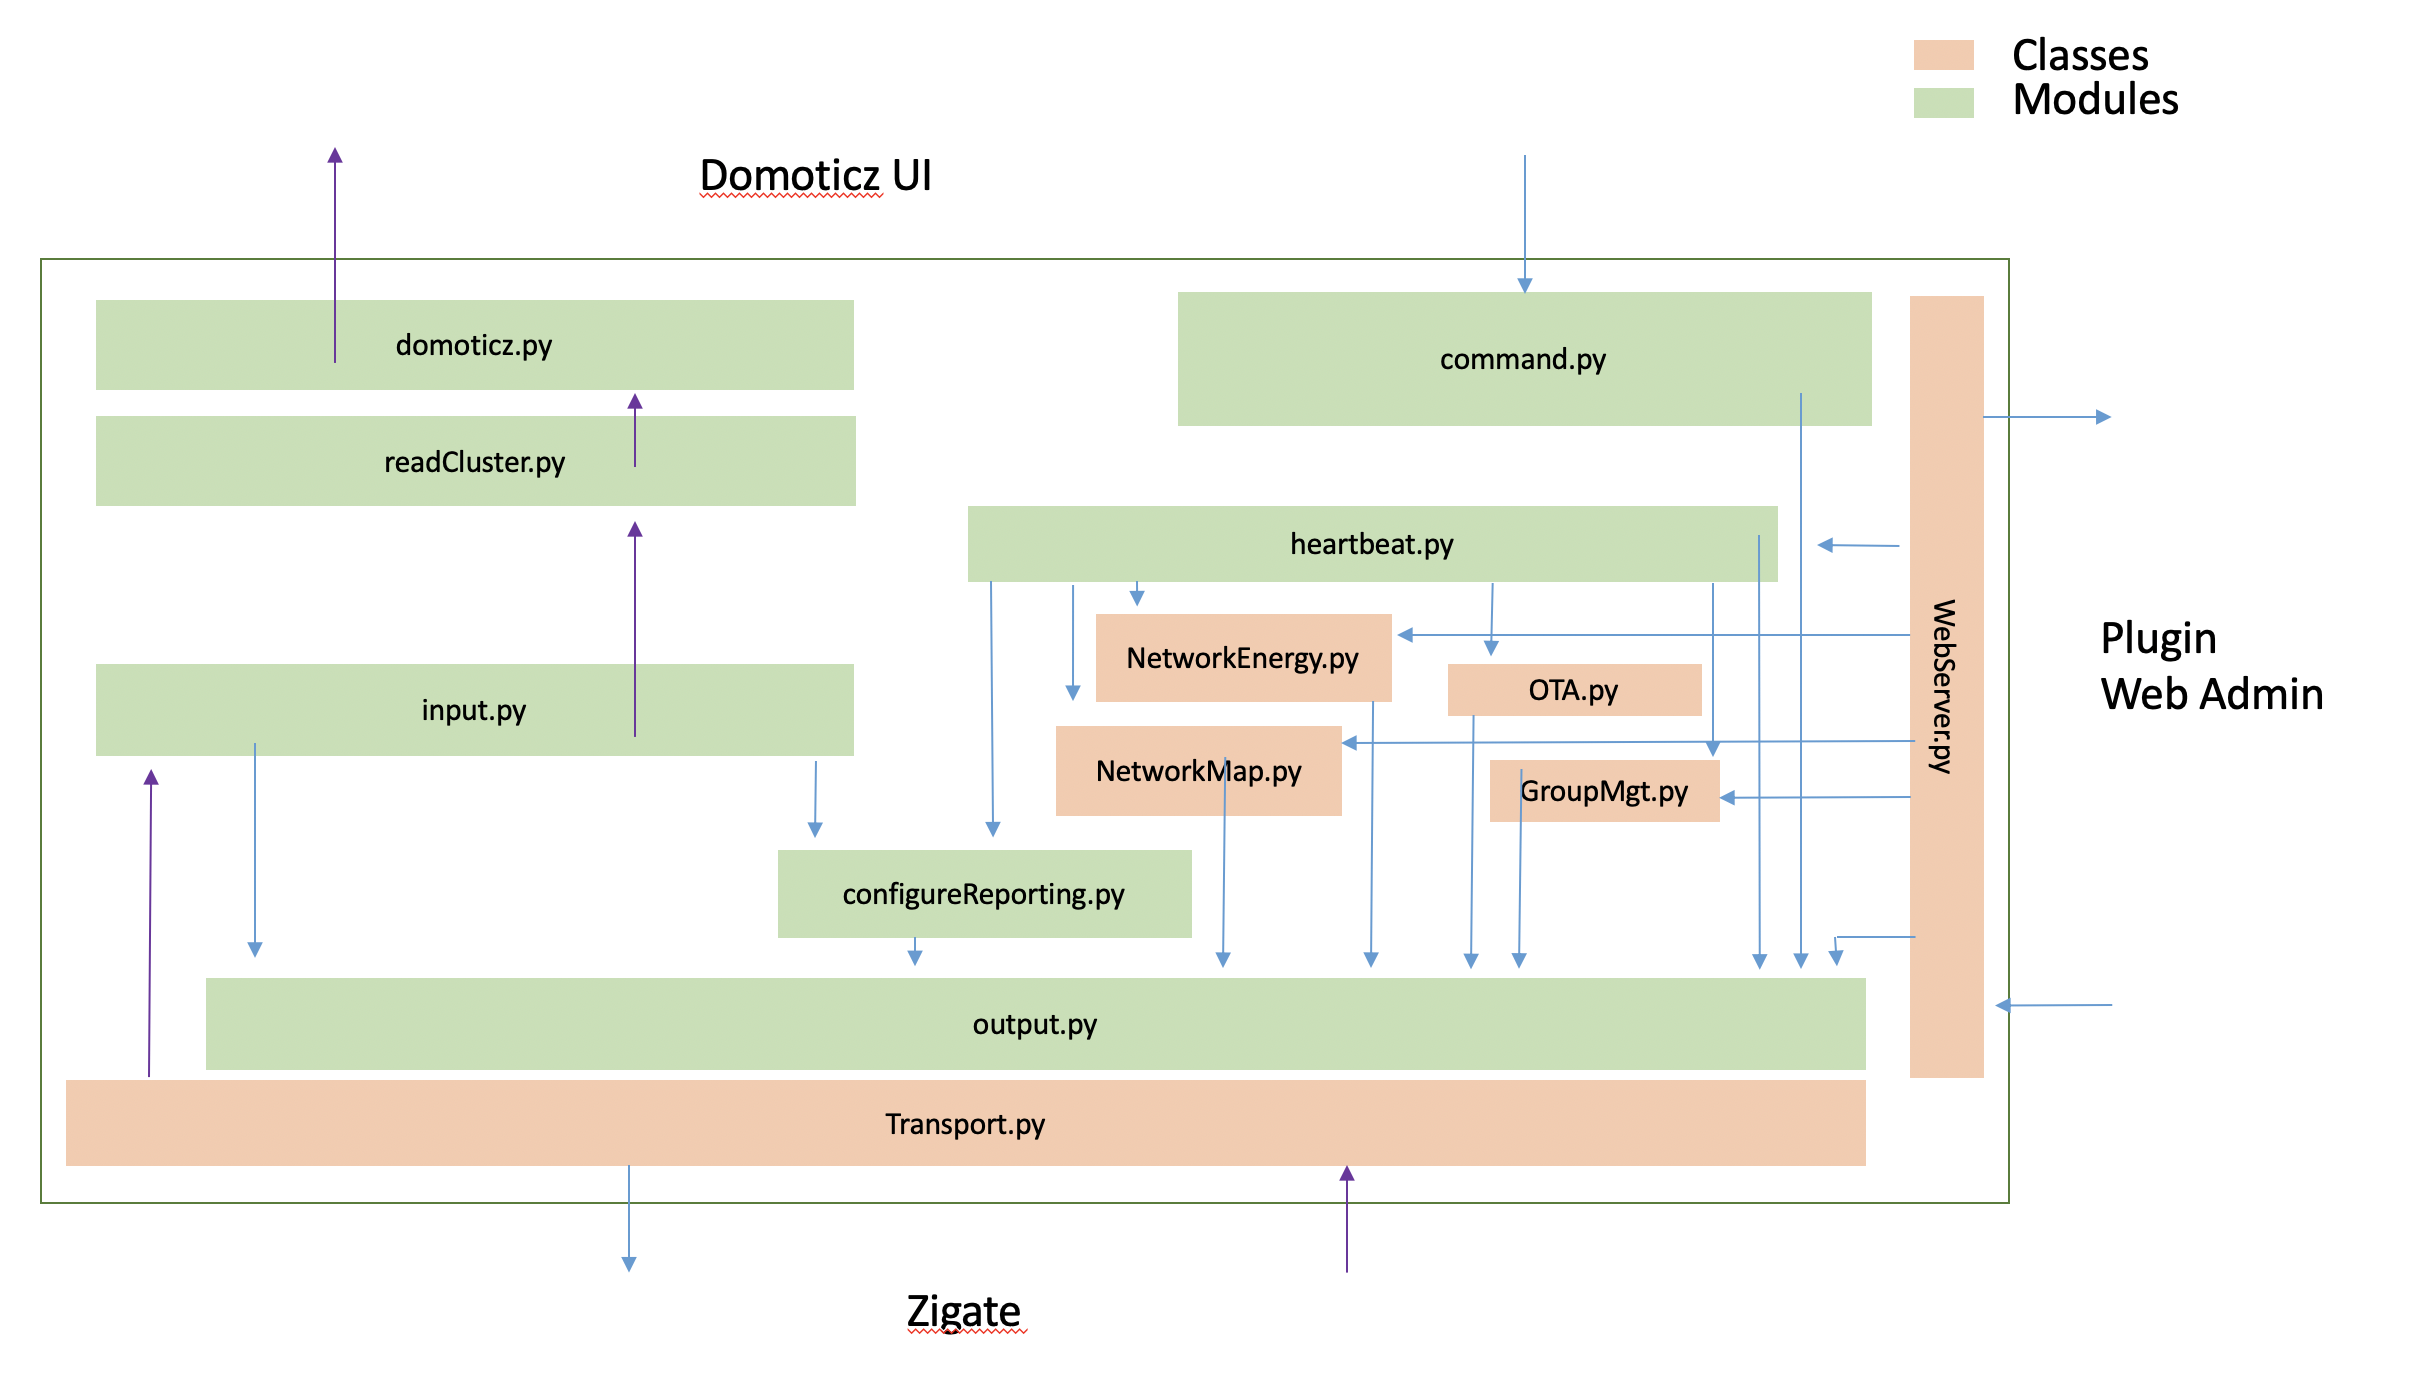 Classes
Modules
Domoticz UI
domoticz.py
command.py
readCluster.py
heartbeat.py
NetworkEnergy.py
OTA.py
input.py
NetworkMap.py
GroupMgt.py
WebServer.py
Plugin
Web Admin
configureReporting.py
output.py
Transport.py
Zigate